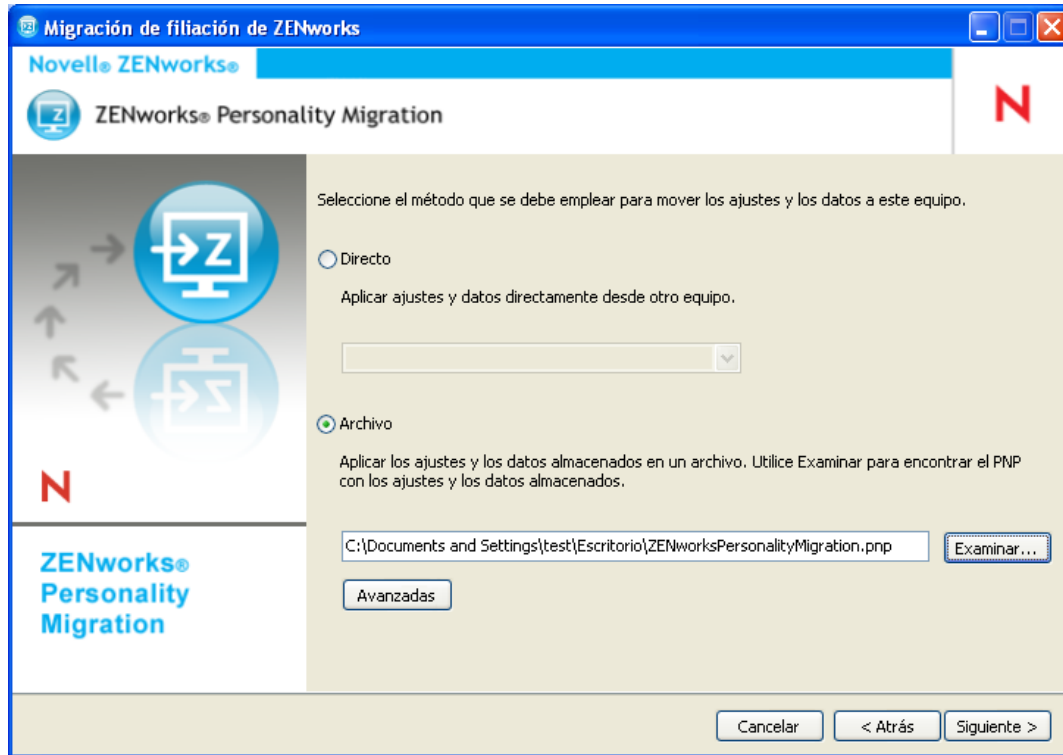 Migración de filiación de ZENworks
Novell® ZENworks®
ZENworks® Personality Migration
N
Z
Z
Seleccione el método que se debe emplear para mover los ajustes y los datos a este equipo.
Directo
Aplicar ajustes y datos directamente desde otro equipo.
Archivo
Aplicar los ajustes y los datos almacenados en un archivo. Utilice Examinar para encontrar el PNP
con los ajustes y los datos almacenados.
N
C:\Documents and Settings\test\Escritorio\ZENworksPersonalityMigration.pnp
Examinar...
Avanzadas
ZENworks®
Personality
Migration
Cancelar
< Atrás
Siguiente >